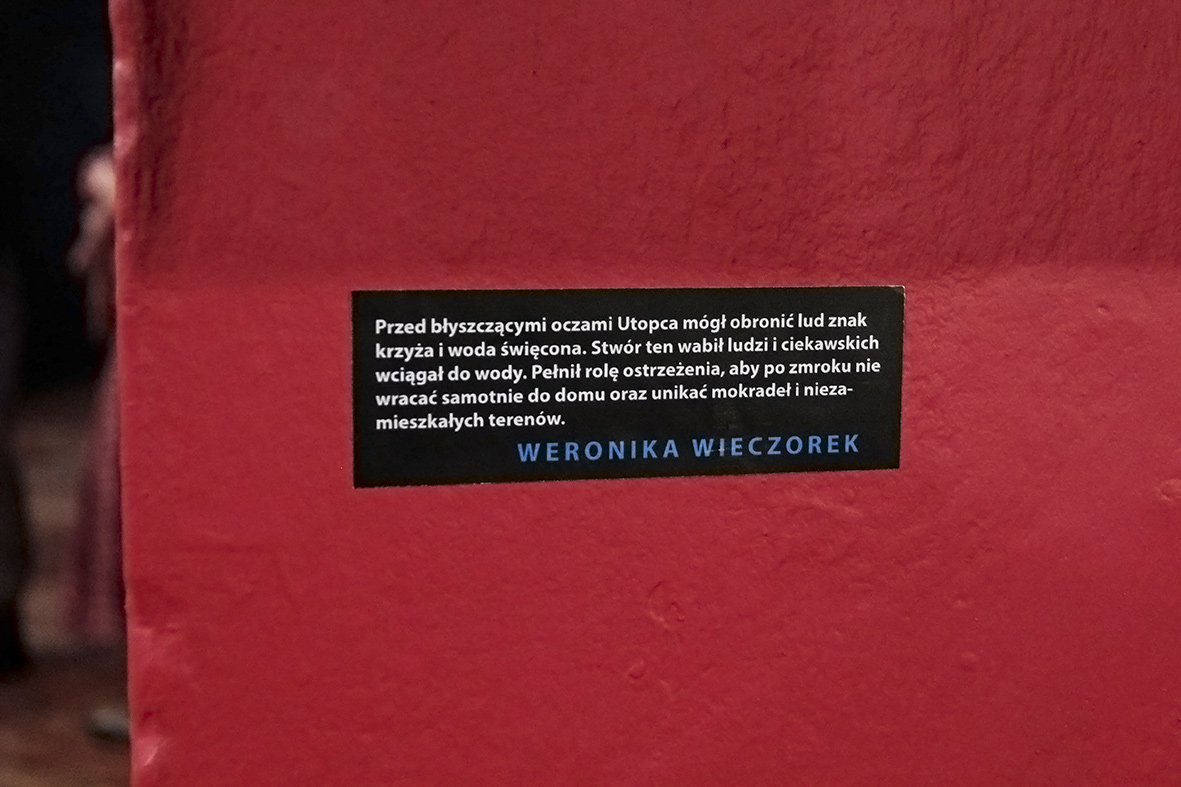 Przed błyszczącymi oczami Utopca mógł obronić lud znak
krzyża i woda święcona. Stwór ten wabił ludzi i ciekawskich
wciągał do wody. Pełnił rolę ostrzeżenia, aby po zmroku nie
wracać samotnie do domu oraz unikać mokradeł i nieza-
mieszkałych terenów.
WERONIKA WIECZOREK